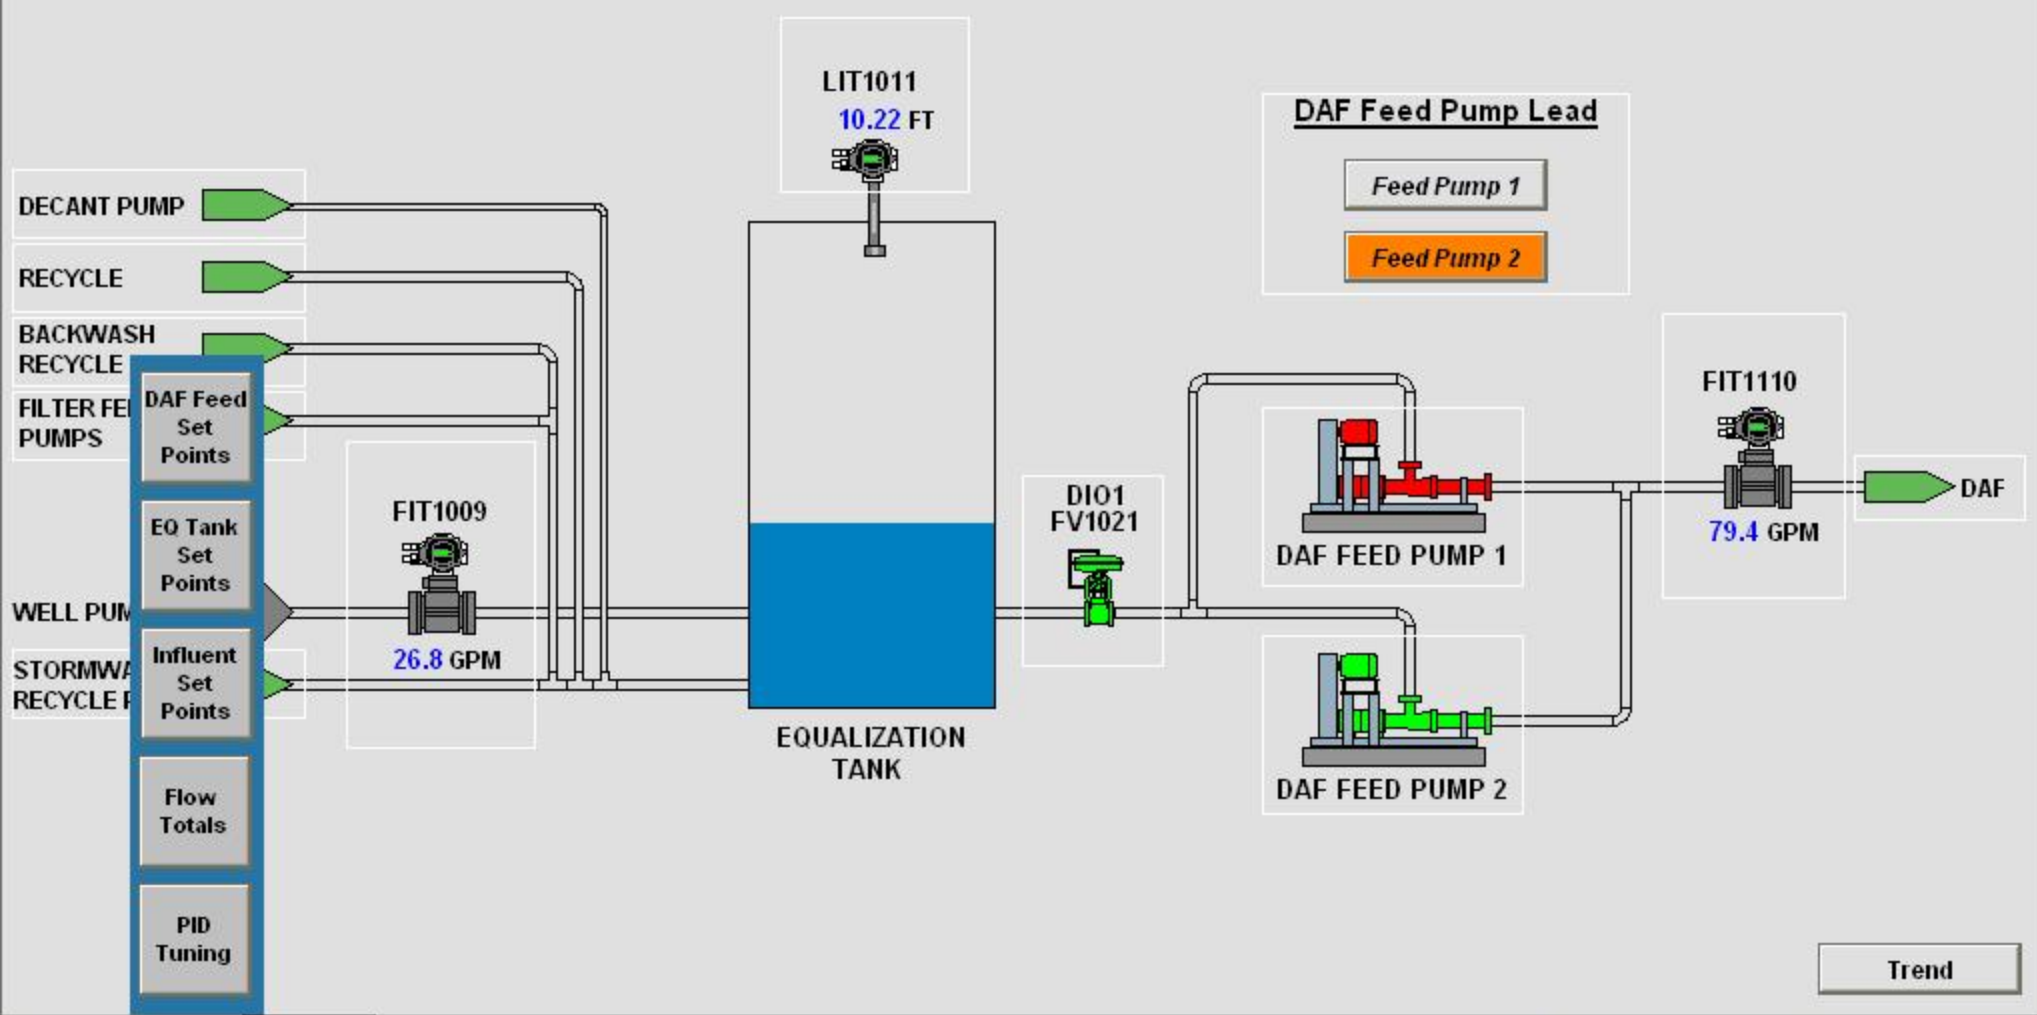 LIT1011
10.22 FT
DAF Feed Pump Lead
Feed Pump 1
Feed Pump 2
DECANT PUMP
RECYCLE
BACKWASH
RECYCLE
FILTER
PUMPS
DAF Feed
Set
Points
EQ Tank
Set
Points
WELL
Influent
Set
Points
RECYCLE
Flow
Totals
PID
Tuning
FIT1009
26.8 GPM
EQUALIZATION
TANK
DIO1
FV1021
DAF FEED PUMP 1
DAF FEED PUMP 2
FIT1110
79.4 GPM
DAF
Trend